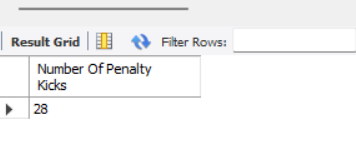 Result Grid Filter Rows:
Number Of Penalty
Kicks
28